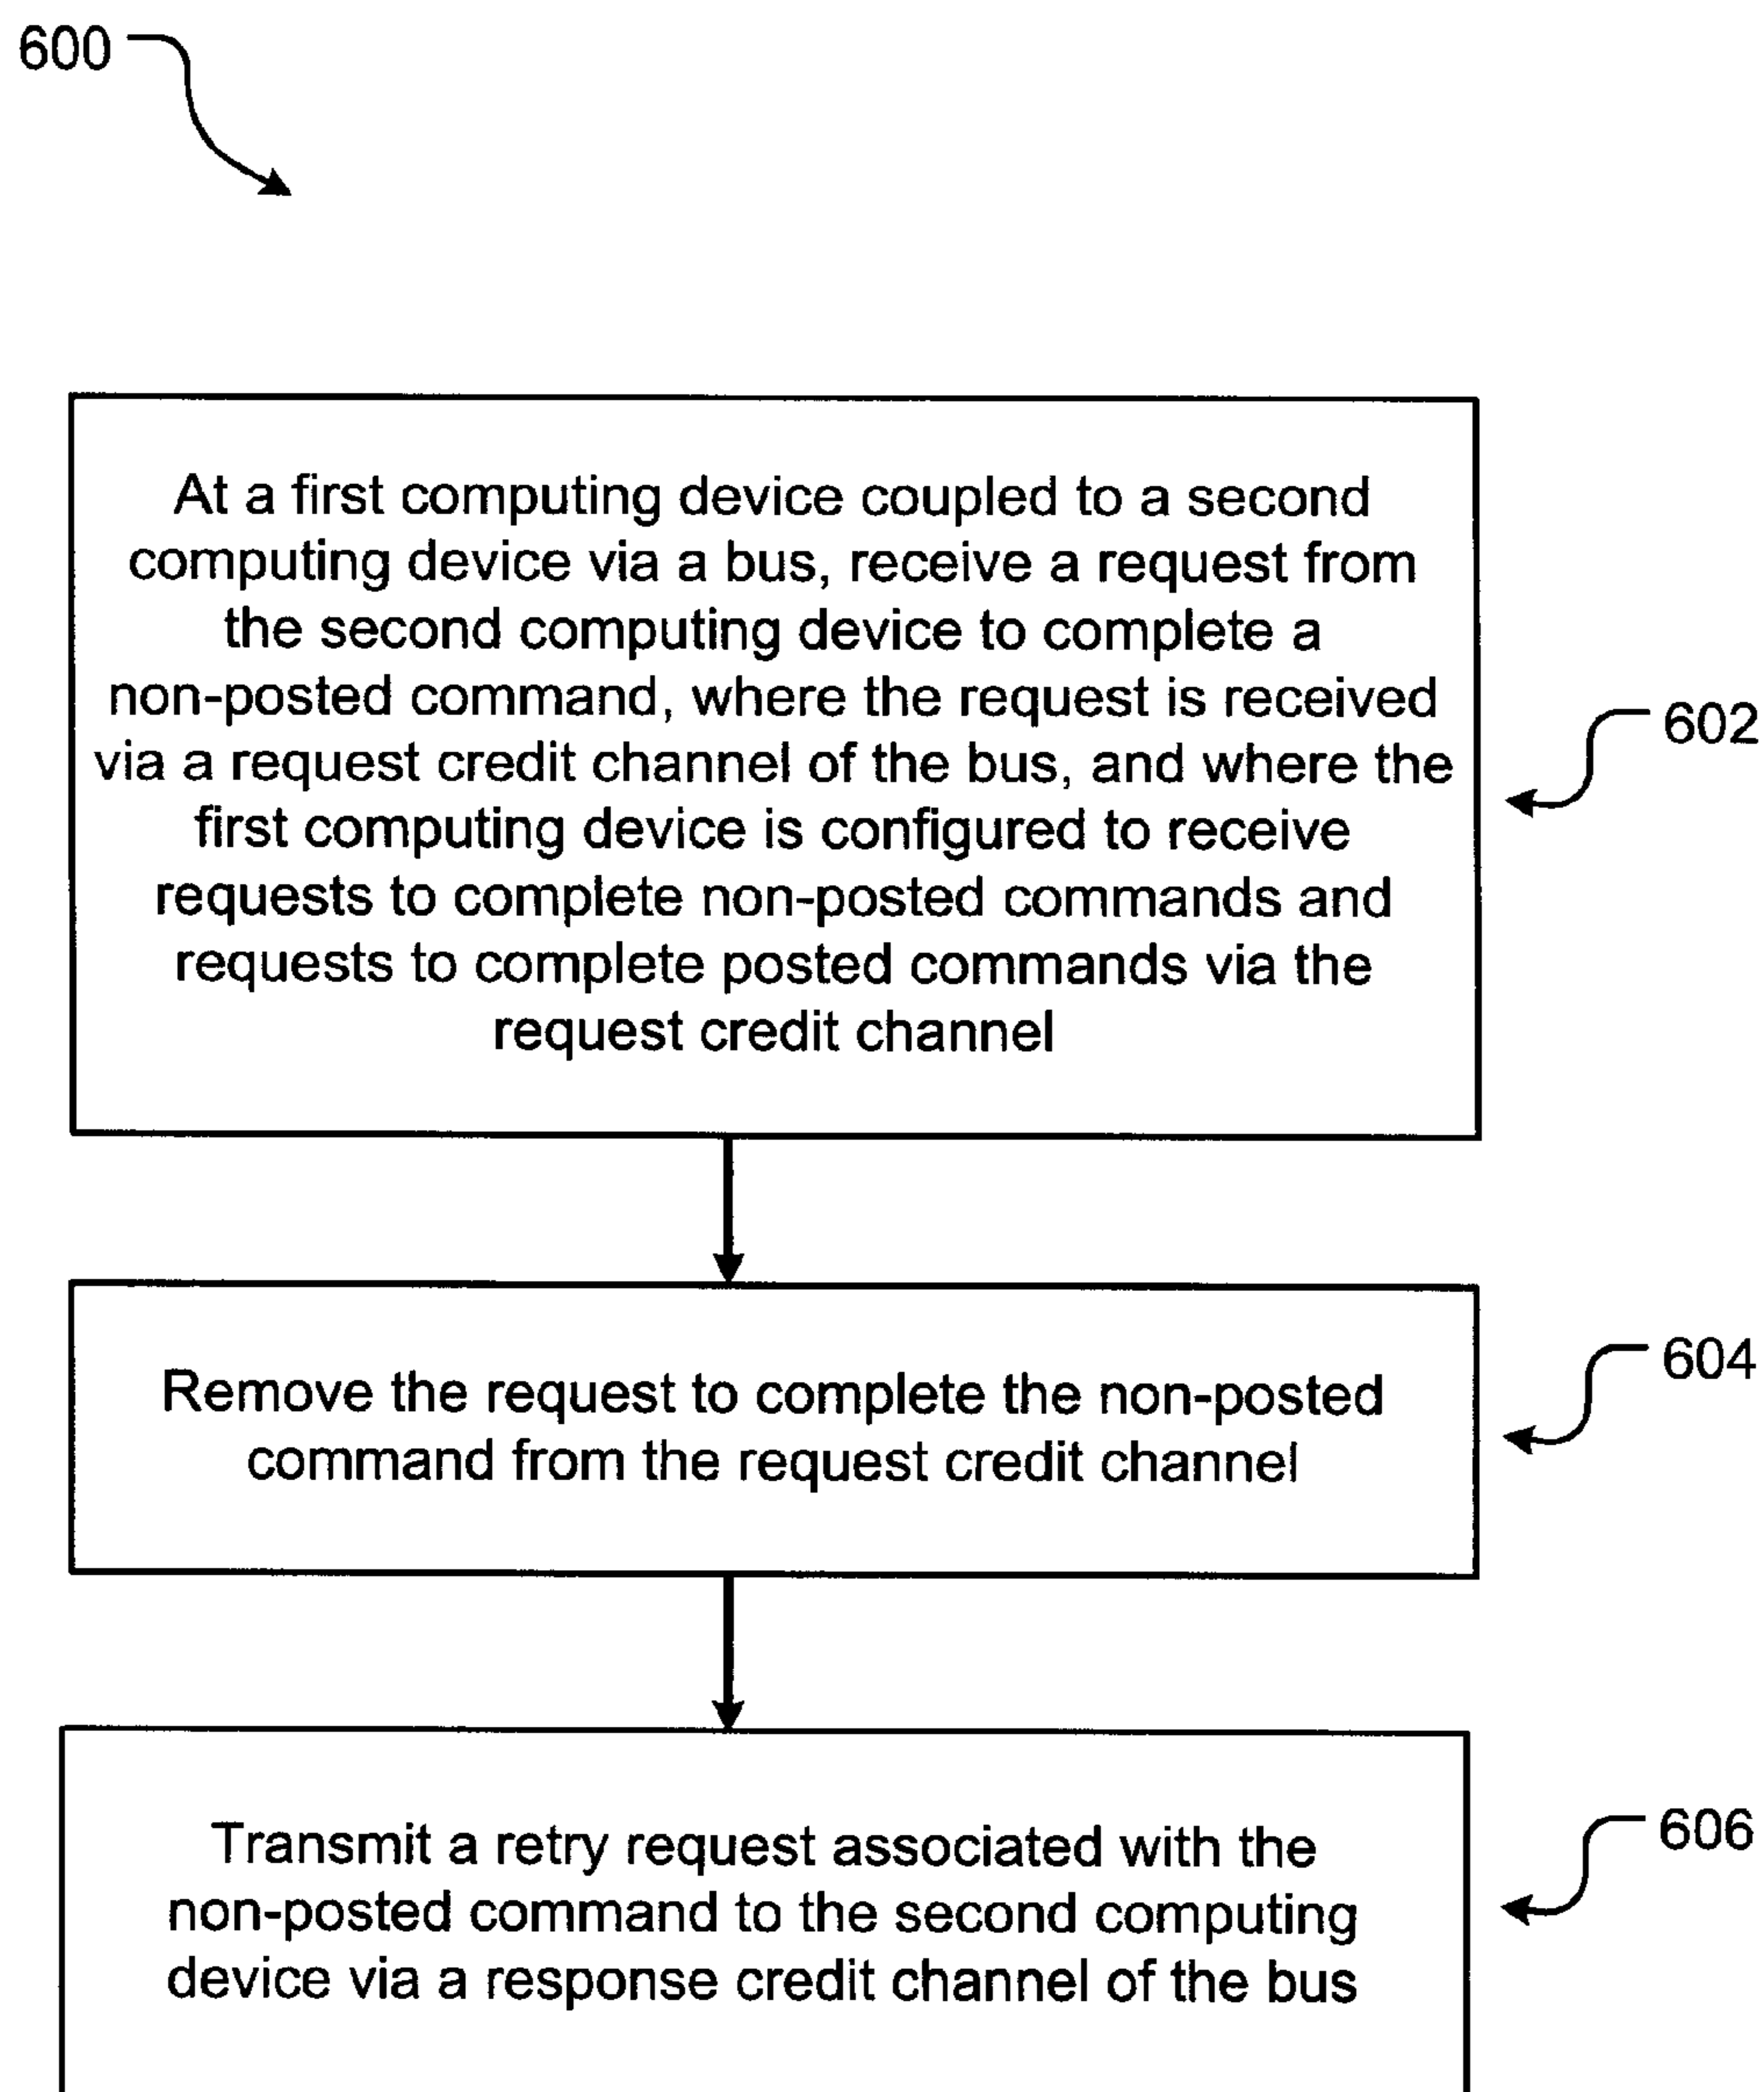 600
At a first computing device coupled to a second
computing device via a bus, receive a request from
the second computing device to complete a
non-posted command, where the request is received
via a request credit channel of the bus, and where the
first computing device is configured to receive
requests to complete non-posted commands and
requests to complete posted commands via the
request credit channel
602
Remove the request to complete the non-posted
command from the request credit channel
604
Transmit a retry request associated with the
non-posted command to the second computing
device via a response credit channel of the bus
606